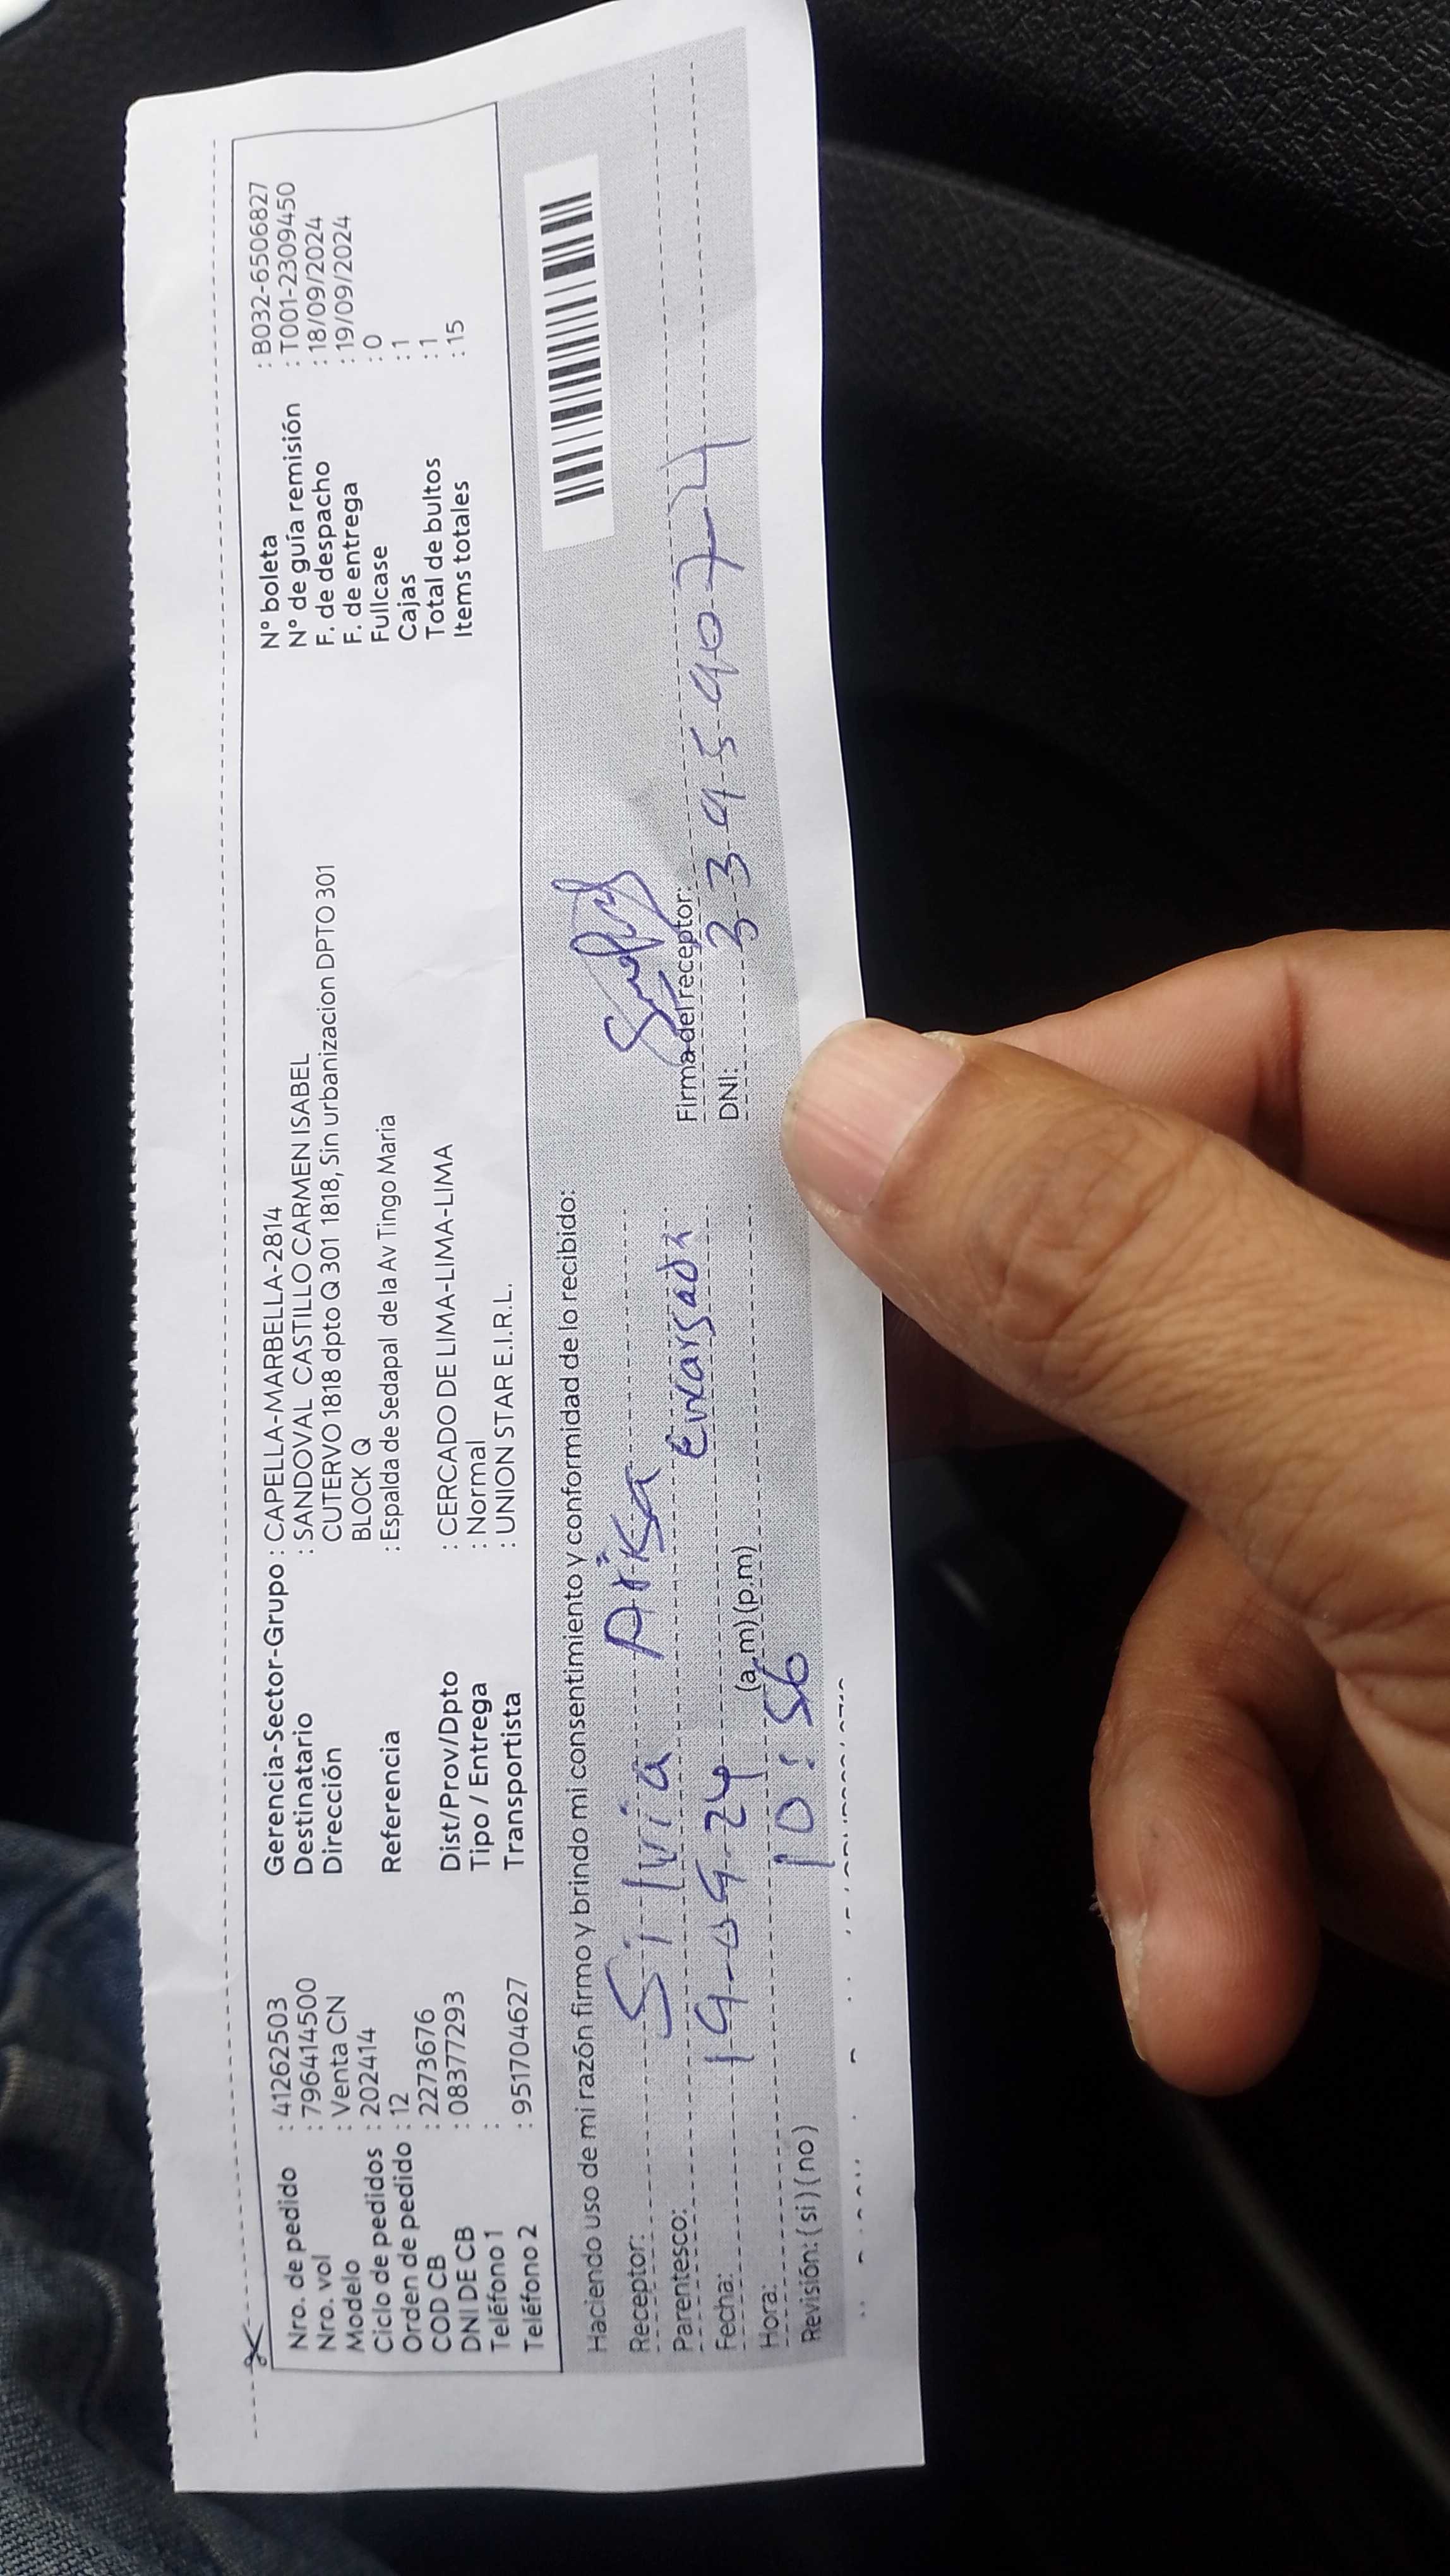 Nro. de pedido : 41262503
Nro. vol : 796414500
Modelo : Venta CN
Ciclo de pedidos : 202414
Orden de pedido : 12
COD CB : 2273676
DNI DE CB : 08377293
Teléfono 1 :
Teléfono 2 : 951704627
Gerencia-Sector-Grupo : CAPELLA-MARBELLA-2814
Destinatario : SANDOVAL CASTILLO CARMEN ISABEL
Dirección CUTERVO 1818 dpto Q 301 1818, Sin urbanizacion DPTO 301
BLOCK Q
Referencia : Espalda de Sedapal de la Av Tingo Maria
Dist/Prov/Dpto : CERCADO DE LIMA-LIMA-LIMA
Tipo / Entrega : Normal
Transportista : UNION STAR E.I.R.L.
N° boleta : B032-6506827
N° de guía remisión : T001-2309450
F. de despacho : 18/09/2024
F. de entrega : 19/09/2024
Fullcase : 0
Cajas : 1
Total de bultos : 1
Items totales : 15
Haciendo uso de mi razón firmo y brindo mi consentimiento y conformidad de lo recibido:
Receptor: Silvia
Parentesco: Encargada
Fecha: 19-09-24
Hora: 10:56 (a.m) (p.m)
Revisión: ( si ) ( no )
Firma del receptor:
DNI: